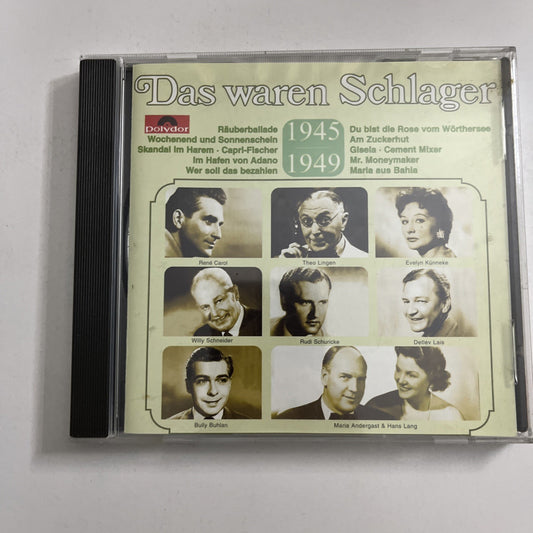 Das waren Schlager
Polydor
Räuberballade
Wochenend und Sonnenschein
Skandal im Harem · Capri-Fischer
Im Hafen von Adano
Wer soll das bezahlen
1945
1949
Du bist die Rose vom Wörthersee
Am Zuckerhut
Gisela · Cement Mixer
Mr. Moneymaker
Maria aus Bahia
René Carol
Theo Lingen
Evelyn Künneke
Willy Schneider
Rudi Schuricke
Detlev Lais
Bully Buhlan
Maria Andergast & Hans Lang